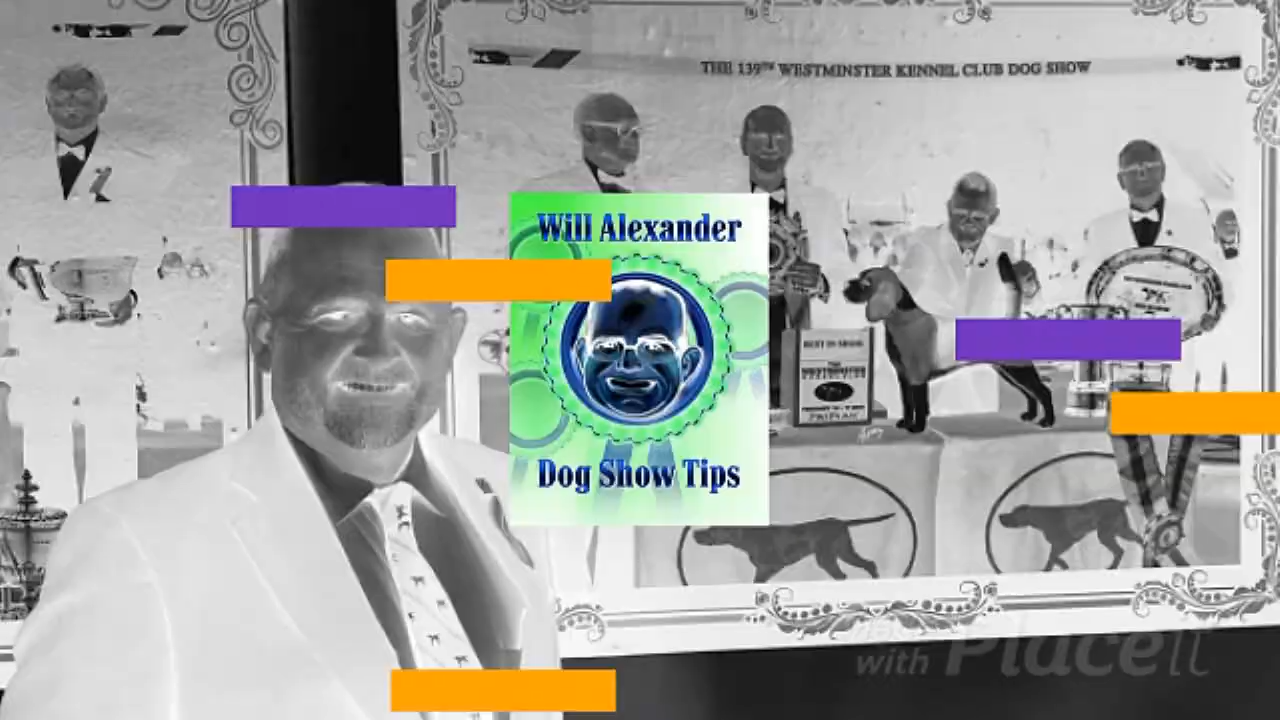 THE 139TH WESTMINSTER KENNEL CLUB DOG SHOW
Will Alexander
BEST IN SHOW
Dog Show Tips
with Placeit